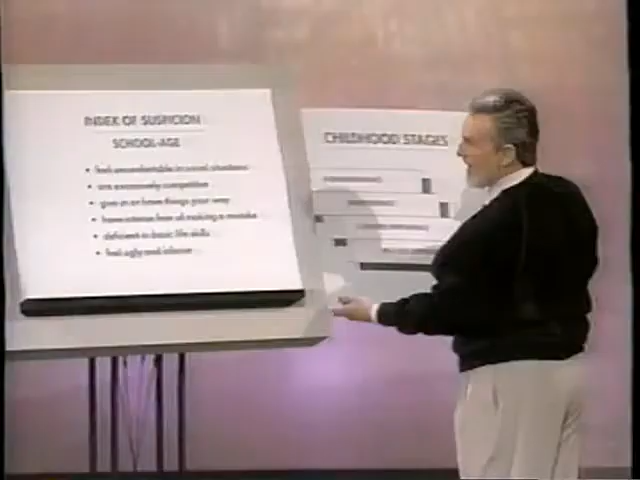 INDEX OF SUSPICION
SCHOOL-AGE
• feel uncomfortable in social situations
• are excessively competitive
• give in or have things your way
• have intense fear of making a mistake
• deficient in basic life skills
• feel ugly and inferior
CHILDHOOD STAGES